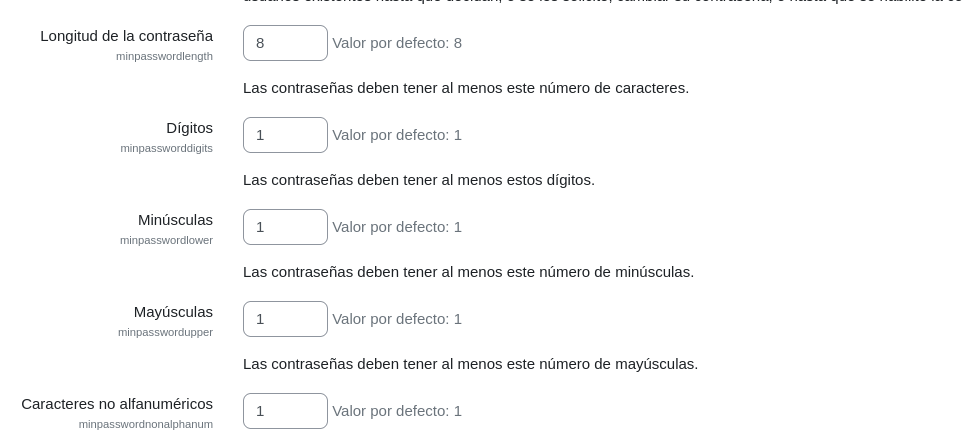 Longitud de la contraseña
minpasswordlength
8
Valor por defecto: 8
Las contraseñas deben tener al menos este número de caracteres.
Dígitos
minpassworddigits
1
Valor por defecto: 1
Las contraseñas deben tener al menos estos dígitos.
Minúsculas
minpasswordlower
1
Valor por defecto: 1
Las contraseñas deben tener al menos este número de minúsculas.
Mayúsculas
minpasswordupper
1
Valor por defecto: 1
Las contraseñas deben tener al menos este número de mayúsculas.
Caracteres no alfanuméricos
minpasswordnonalphanum
1
Valor por defecto: 1